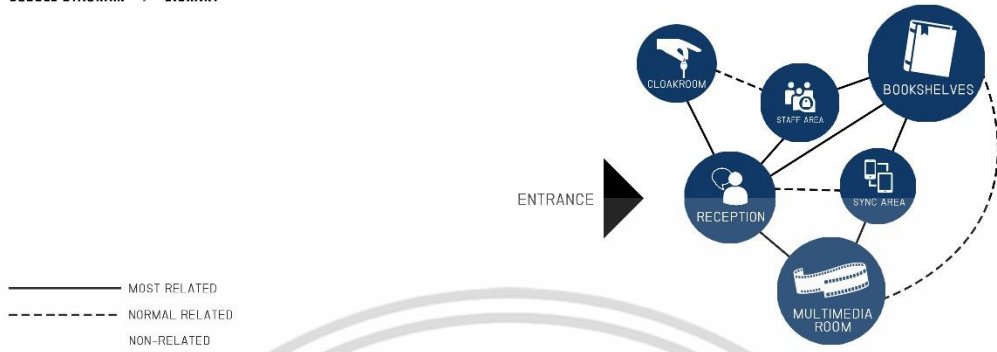 CLOAKROOM
STAFF AREA
BOOKSHELVES
ENTRANCE
RECEPTION
SYNC AREA
MULTIMEDIA
ROOM
MOST RELATED
NORMAL RELATED
NON-RELATED